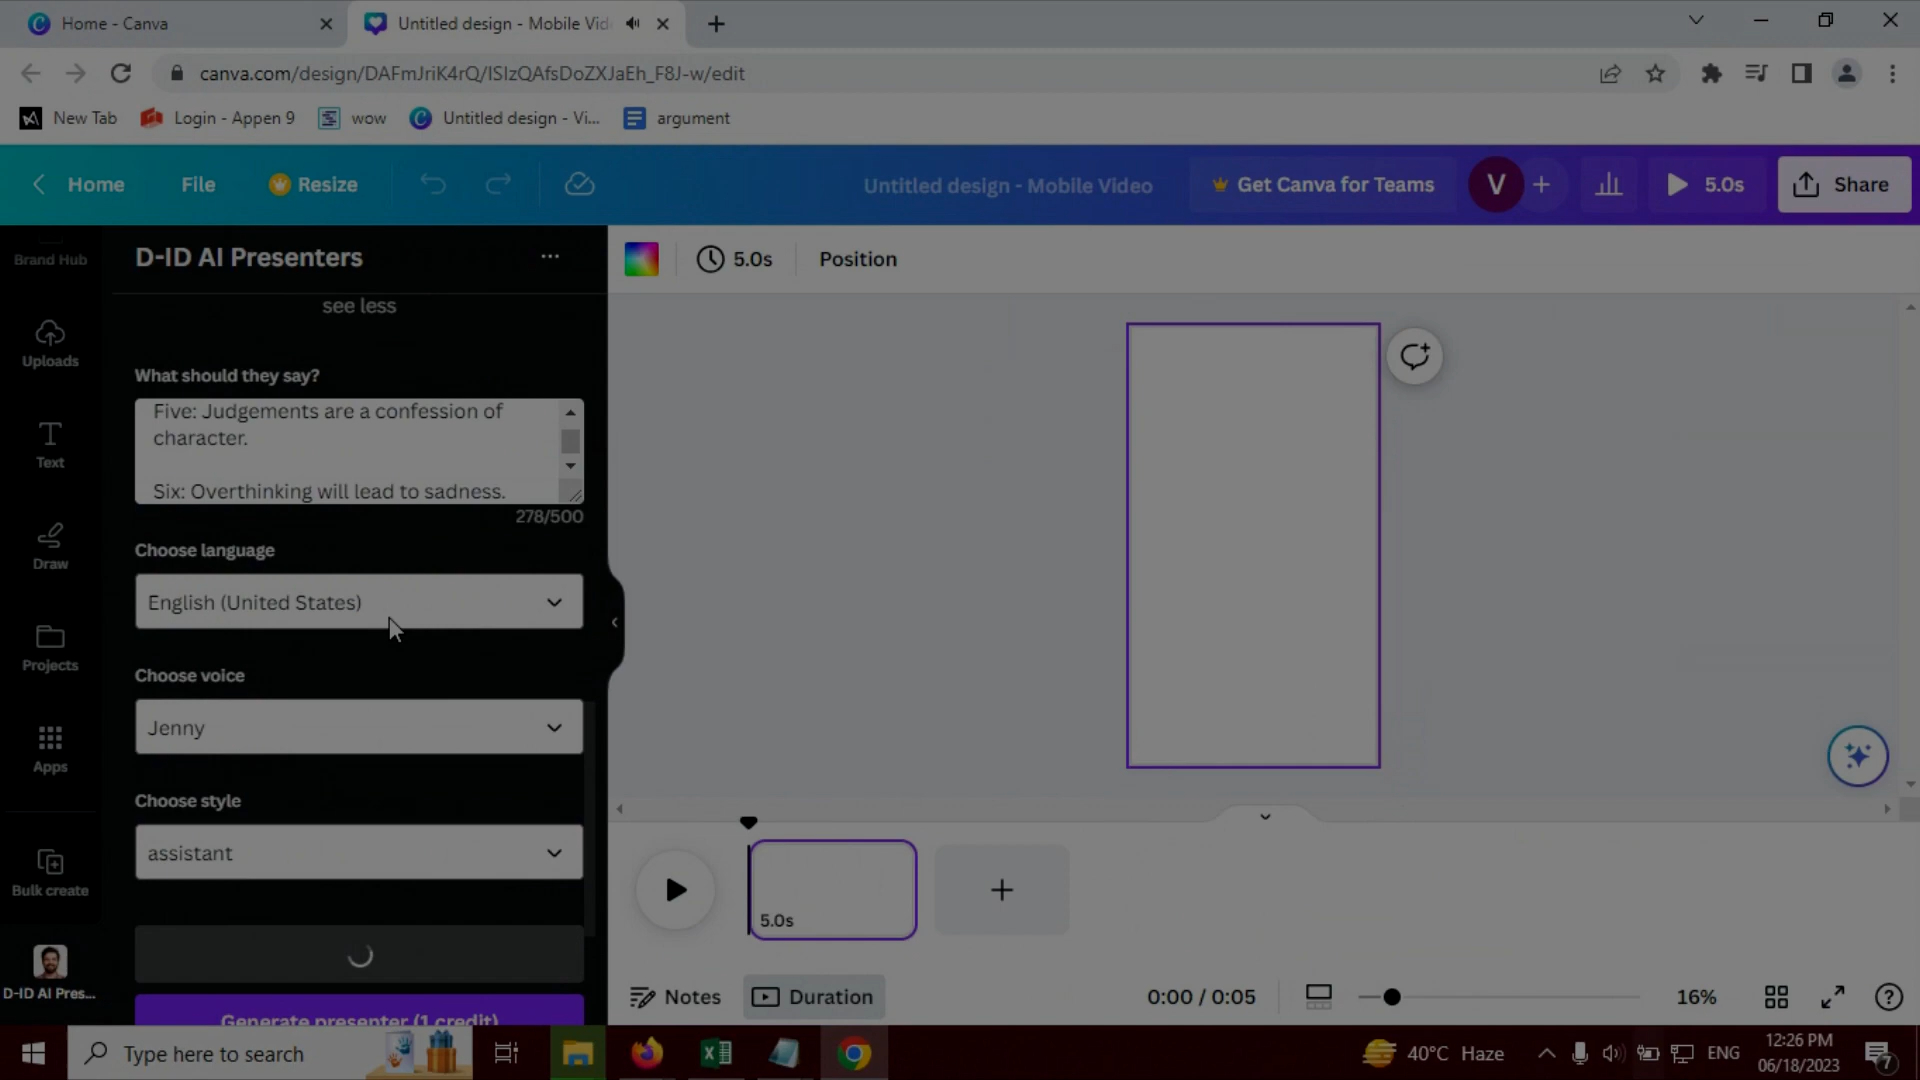 Home - Canva
Untitled design - Mobile Vid
canva.com/design/DAFmJriK4rQ/ISIzQAfsDoZXJaEh_F8J-w/edit
New Tab
Login - Appen 9
wow
Untitled design - Vi...
argument
Home
File
Resize
Untitled design - Mobile Video
Get Canva for Teams
V
5.0s
Share
Brand Hub
Uploads
Text
Draw
Projects
Apps
Bulk create
D-ID AI Pres...
D-ID AI Presenters
see less
What should they say?
Five: Judgements are a confession of
character.
Six: Overthinking will lead to sadness.
278/500
Choose language
English (United States)
Choose voice
Jenny
Choose style
assistant
Generate presenter (1 credit)
5.0s
Position
5.0s
Notes
Duration
0:00 / 0:05
16%
Type here to search
40°C Haze
ENG
12:26 PM
06/18/2023
7